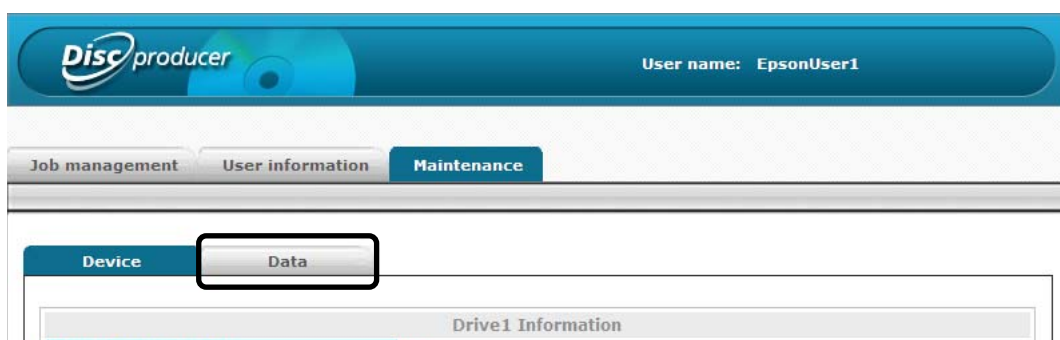 Disc producer
User name: EpsonUser1
Job management User information Maintenance
Device Data
Drive1 Information